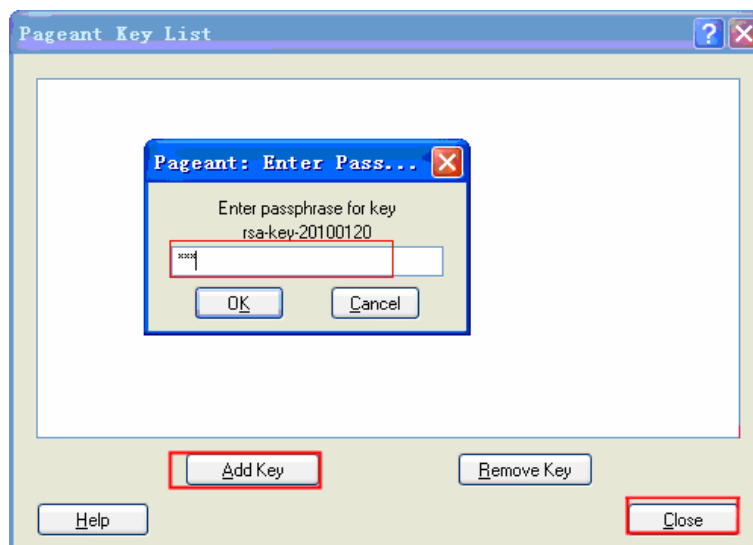 Pageant Key List
?
Pageant: Enter Pass...
Enter passphrase for key
rsa-key-20100120
***
OK
Cancel
Add Key
Remove Key
Help
Close